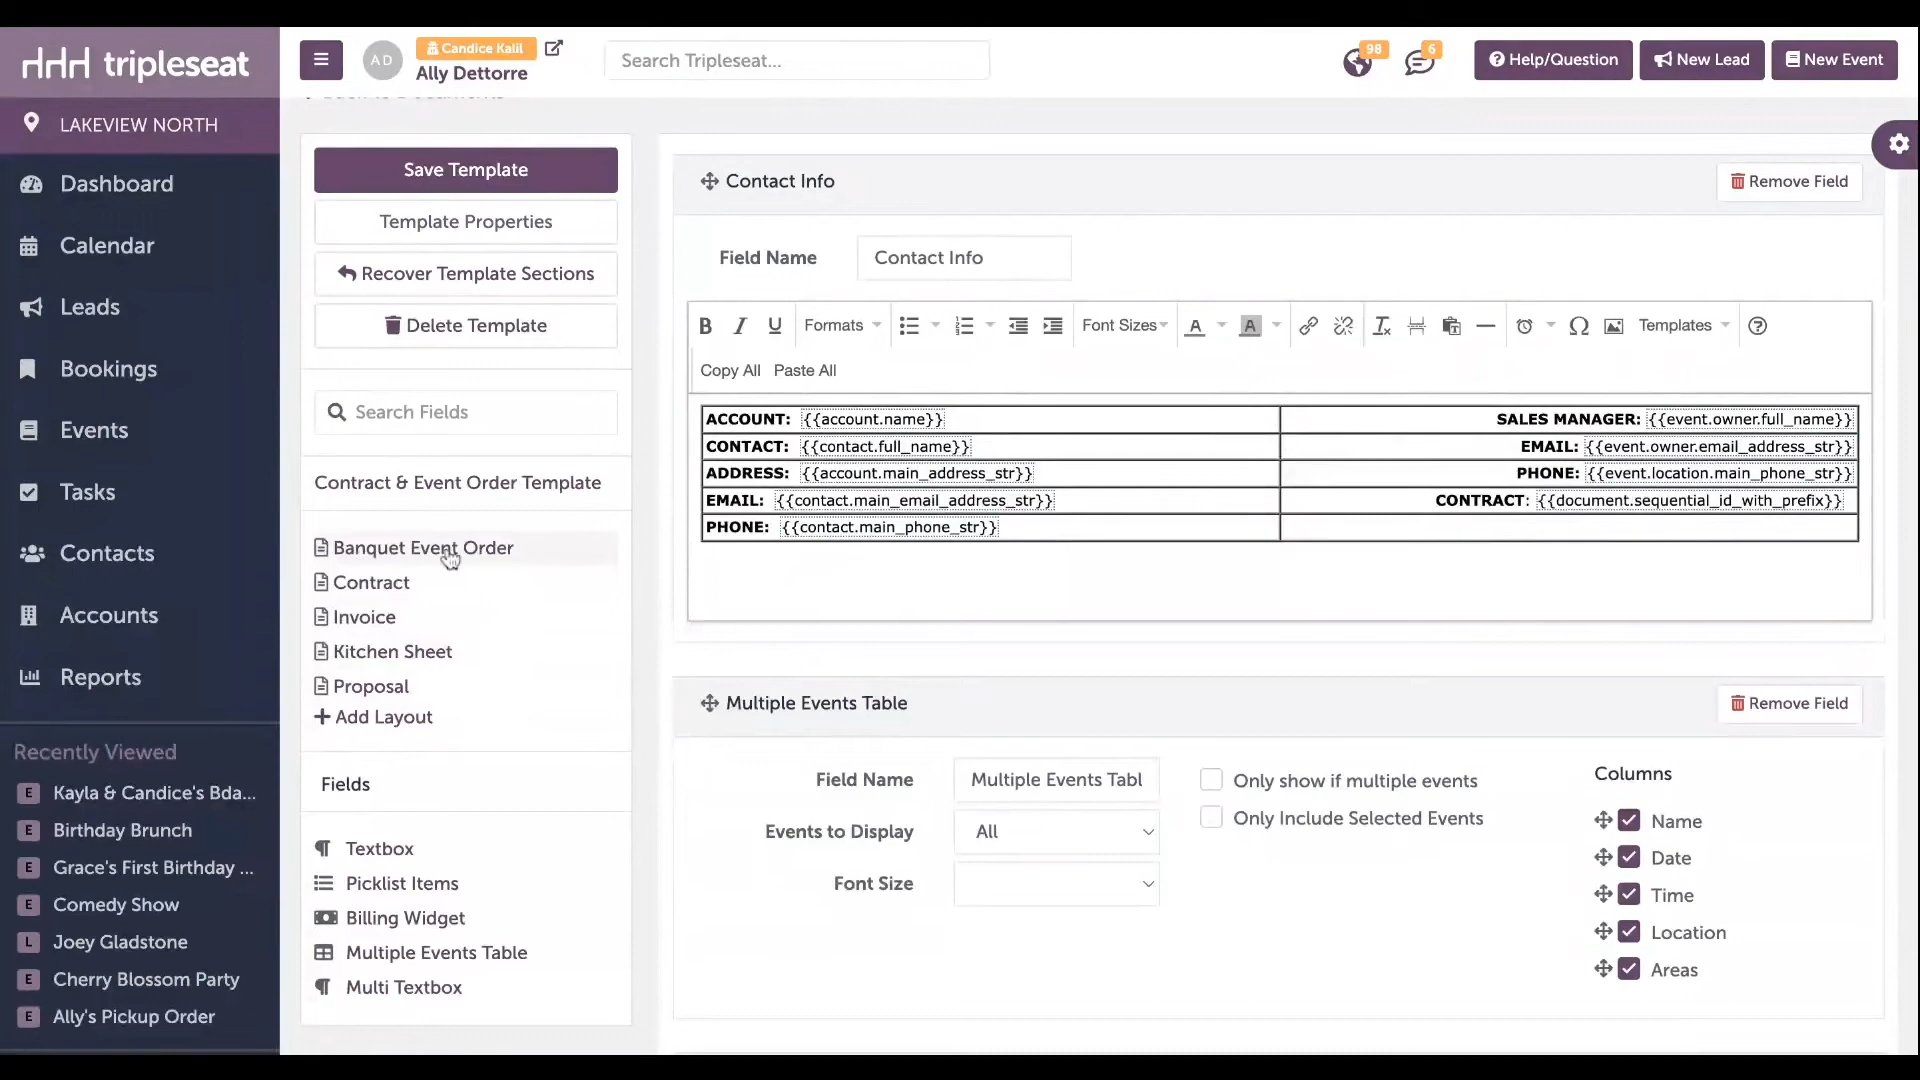 tripleseat
LAKEVIEW NORTH
Dashboard
Calendar
Leads
Bookings
Events
Tasks
Contacts
Accounts
Reports
Recently Viewed
E Kayla & Candice's Bda...
E Birthday Brunch
E Grace's First Birthday ...
E Comedy Show
L Joey Gladstone
E Cherry Blossom Party
E Ally's Pickup Order
AD
Candice Kalil
Ally Dettorre
Search Tripleseat...
98
6
Help/Question
New Lead
New Event
Save Template
Template Properties
Recover Template Sections
Delete Template
Search Fields
Contract & Event Order Template
Banquet Event Order
Contract
Invoice
Kitchen Sheet
Proposal
+ Add Layout
Fields
Textbox
Picklist Items
Billing Widget
Multiple Events Table
Multi Textbox
Contact Info
Remove Field
Field Name Contact Info
B I U Formats Font Sizes A A Templates
Copy All Paste All
ACCOUNT: {{account.name}} SALES MANAGER: {{event.owner.full_name}}
CONTACT: {{contact.full_name}} EMAIL: {{event.owner.email_address_str}}
ADDRESS: {{account.main_address_str}} PHONE: {{event.location.main_phone_str}}
EMAIL: {{contact.main_email_address_str}} CONTRACT: {{document.sequential_id_with_prefix}}
PHONE: {{contact.main_phone_str}}
Multiple Events Table
Remove Field
Field Name Multiple Events Tabl
Events to Display All
Font Size
Only show if multiple events
Only Include Selected Events
Columns
Name
Date
Time
Location
Areas